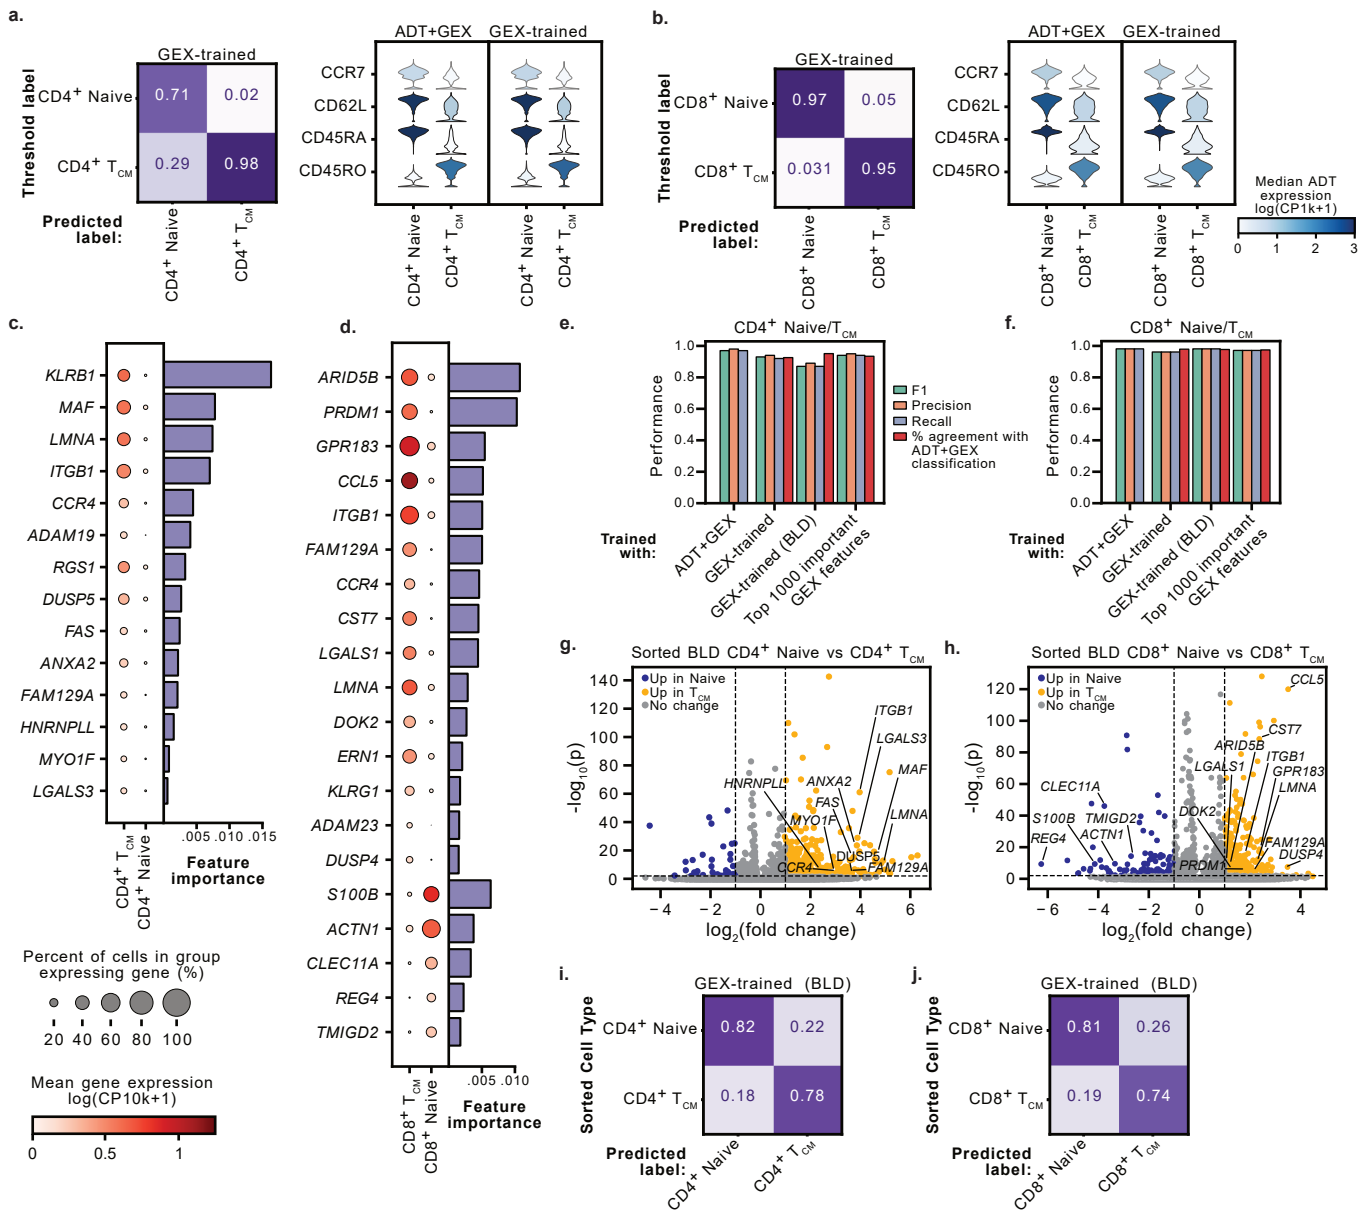 a.
GEX-trained
Threshold label
CD4+ Naive
CD4+ TCM
0.71
0.02
0.29
0.98
Predicted label:
CD4+ Naive
CD4+ TCM
ADT+GEX
GEX-trained
CCR7
CD62L
CD45RA
CD45RO
CD4+ Naive
CD4+ TCM
CD4+ Naive
CD4+ TCM
b.
GEX-trained
Threshold label
CD8+ Naive
CD8+ TCM
0.97
0.05
0.031
0.95
Predicted label:
CD8+ Naive
CD8+ TCM
ADT+GEX
GEX-trained
CCR7
CD62L
CD45RA
CD45RO
CD8+ Naive
CD8+ TCM
CD8+ Naive
CD8+ TCM
Median ADT
expression
log(CP1k+1)
0 1 2 3
c.
KLRB1
MAF
LMNA
ITGB1
CCR4
ADAM19
RGS1
DUSP5
FAS
ANXA2
FAM129A
HNRNPLL
MYO1F
LGALS3
.005 .010 .015
CD4+ TCM
CD4+ Naive
Feature
importance
Percent of cells in group
expressing gene (%)
20 40 60 80 100
Mean gene expression
log(CP10k+1)
0 0.5 1
d.
ARID5B
PRDM1
GPR183
CCL5
ITGB1
FAM129A
CCR4
CST7
LGALS1
LMNA
DOK2
ERN1
KLRG1
ADAM23
DUSP4
S100B
ACTN1
CLEC11A
REG4
TMIGD2
.005 .010
CD8+ TCM
CD8+ Naive
Feature
importance
e.
CD4+ Naive/TCM
Performance
1.0
0.8
0.6
0.4
0.2
0.0
F1
Precision
Recall
% agreement with
ADT+GEX
classification
Trained
with:
ADT+GEX
GEX-trained
GEX-trained (BLD)
Top 1000 important
GEX features
f.
CD8+ Naive/TCM
Performance
1.0
0.8
0.6
0.4
0.2
0.0
Trained
with:
ADT+GEX
GEX-trained
GEX-trained (BLD)
Top 1000 important
GEX features
g.
Sorted BLD CD4+ Naive vs CD4+ TCM
Up in Naive
Up in TCM
No change
-log10(p)
140
120
100
80
60
40
20
0
ITGB1
LGALS3
MAF
HNRNPLL
ANXA2
FAS
MYO1F
LMNA
DUSP5
CCR4
FAM129A
−4 −2 0 2 4 6
log2(fold change)
h.
Sorted BLD CD8+ Naive vs CD8+ TCM
Up in Naive
Up in TCM
No change
-log10(p)
120
100
80
60
40
20
0
CCL5
CST7
ARID5B
ITGB1
LGALS1
GPR183
LMNA
CLEC11A
DOK2
S100B
TMIGD2
ACTN1
REG4
FAM129A
DUSP4
PRDM1
−6 −4 −2 0 2 4
log2(fold change)
i.
GEX-trained (BLD)
Sorted Cell Type
CD4+ Naive
CD4+ TCM
0.82
0.22
0.18
0.78
Predicted
label:
CD4+ Naive
CD4+ TCM
j.
GEX-trained (BLD)
Sorted Cell Type
CD8+ Naive
CD8+ TCM
0.81
0.26
0.19
0.74
Predicted
label:
CD8+ Naive
CD8+ TCM